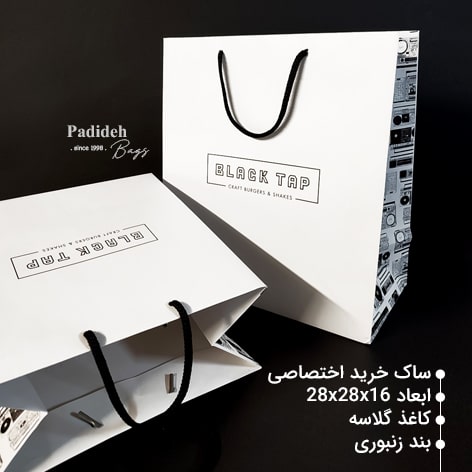 Padideh
. since 1998 .
Bags
BLACK TAP
CRAFT BURGERS & SHAKES
BLACK TAP
CRAFT BURGERS & SHAKES
ساک خرید اختصاصی
ابعاد 28x28x16
کاغذ گلاسه
بند زنبوری